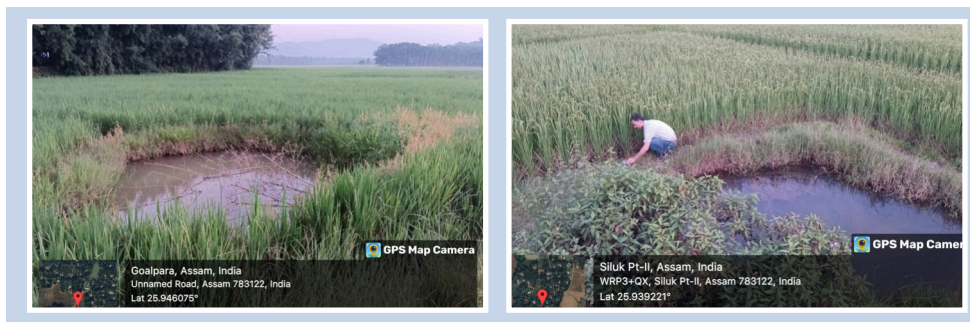 GPS Map Camera
Goalpara, Assam, India
Unnamed Road, Assam 783122, India
Lat 25.946075°
GPS Map Camer
Siluk Pt-II, Assam, India
WRP3+QX, Siluk Pt-II, Assam 783122, India
Lat 25.939221°